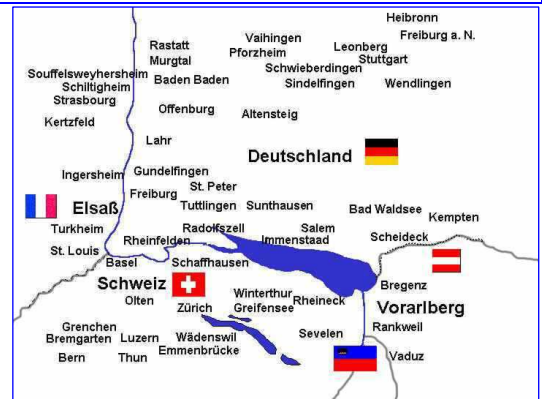 Heilbronn
Freiburg a. N.
Vaihingen
Leonberg
Rastatt
Pforzheim
Stuttgart
Murgtal
Schwieberdingen
Souffelsweyhersheim
Baden Baden
Sindelfingen
Wendlingen
Schiltigheim
Strasbourg
Offenburg
Altensteig
Kertzfeld
Lahr
Deutschland
Ingersheim
Gundelfingen
St. Peter
Freiburg
Elsaß
Tuttlingen
Sunthausen
Bad Waldsee
Kempten
Turkheim
Radolfszell
Salem
Rheinfelden
Immenstaad
Scheideck
St. Louis
Basel
Schaffhausen
Schweiz
Bregenz
Olten
Winterthur
Rheineck
Vorarlberg
Zürich
Greifensee
Grenchen
Rankweil
Bremgarten
Luzern
Wädenswil
Sevelen
Emmenbrücke
Bern
Thun
Vaduz